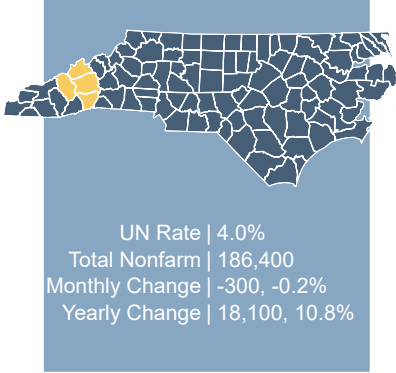 UN Rate | 4.0%
Total Nonfarm | 186,400
Monthly Change | -300, -0.2%
Yearly Change | 18,100, 10.8%